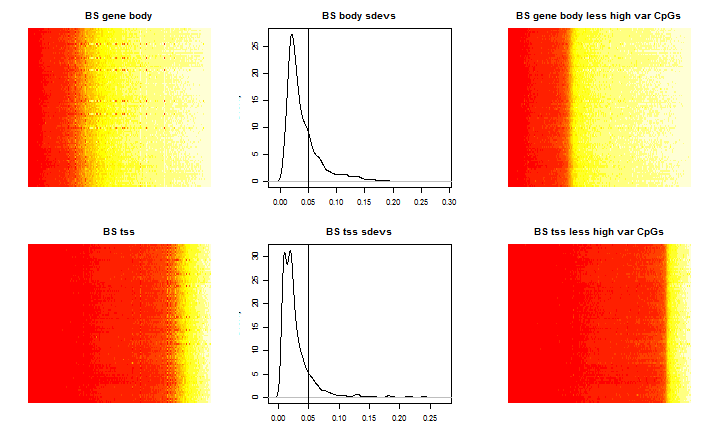 BS gene body
BS body sdevs
BS gene body less high var CpGs
25
20
15
10
5
0
0.00 0.05 0.10 0.15 0.20 0.25 0.30
BS tss
BS tss sdevs
BS tss less high var CpGs
30
25
20
15
10
5
0
0.00 0.05 0.10 0.15 0.20 0.25